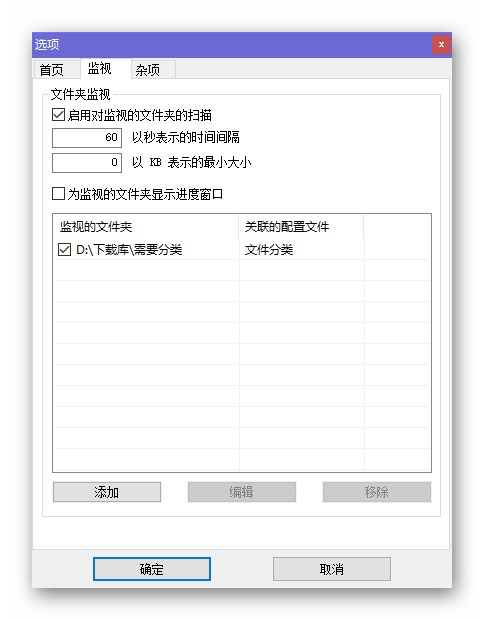 选项
x
首页 监视 杂项
文件夹监视
启用对监视的文件夹的扫描
60 以秒表示的时间间隔
0 以 KB 表示的最小大小
为监视的文件夹显示进度窗口
监视的文件夹 关联的配置文件
D:\下载库\需要分类 文件分类
添加 编辑 移除
确定 取消